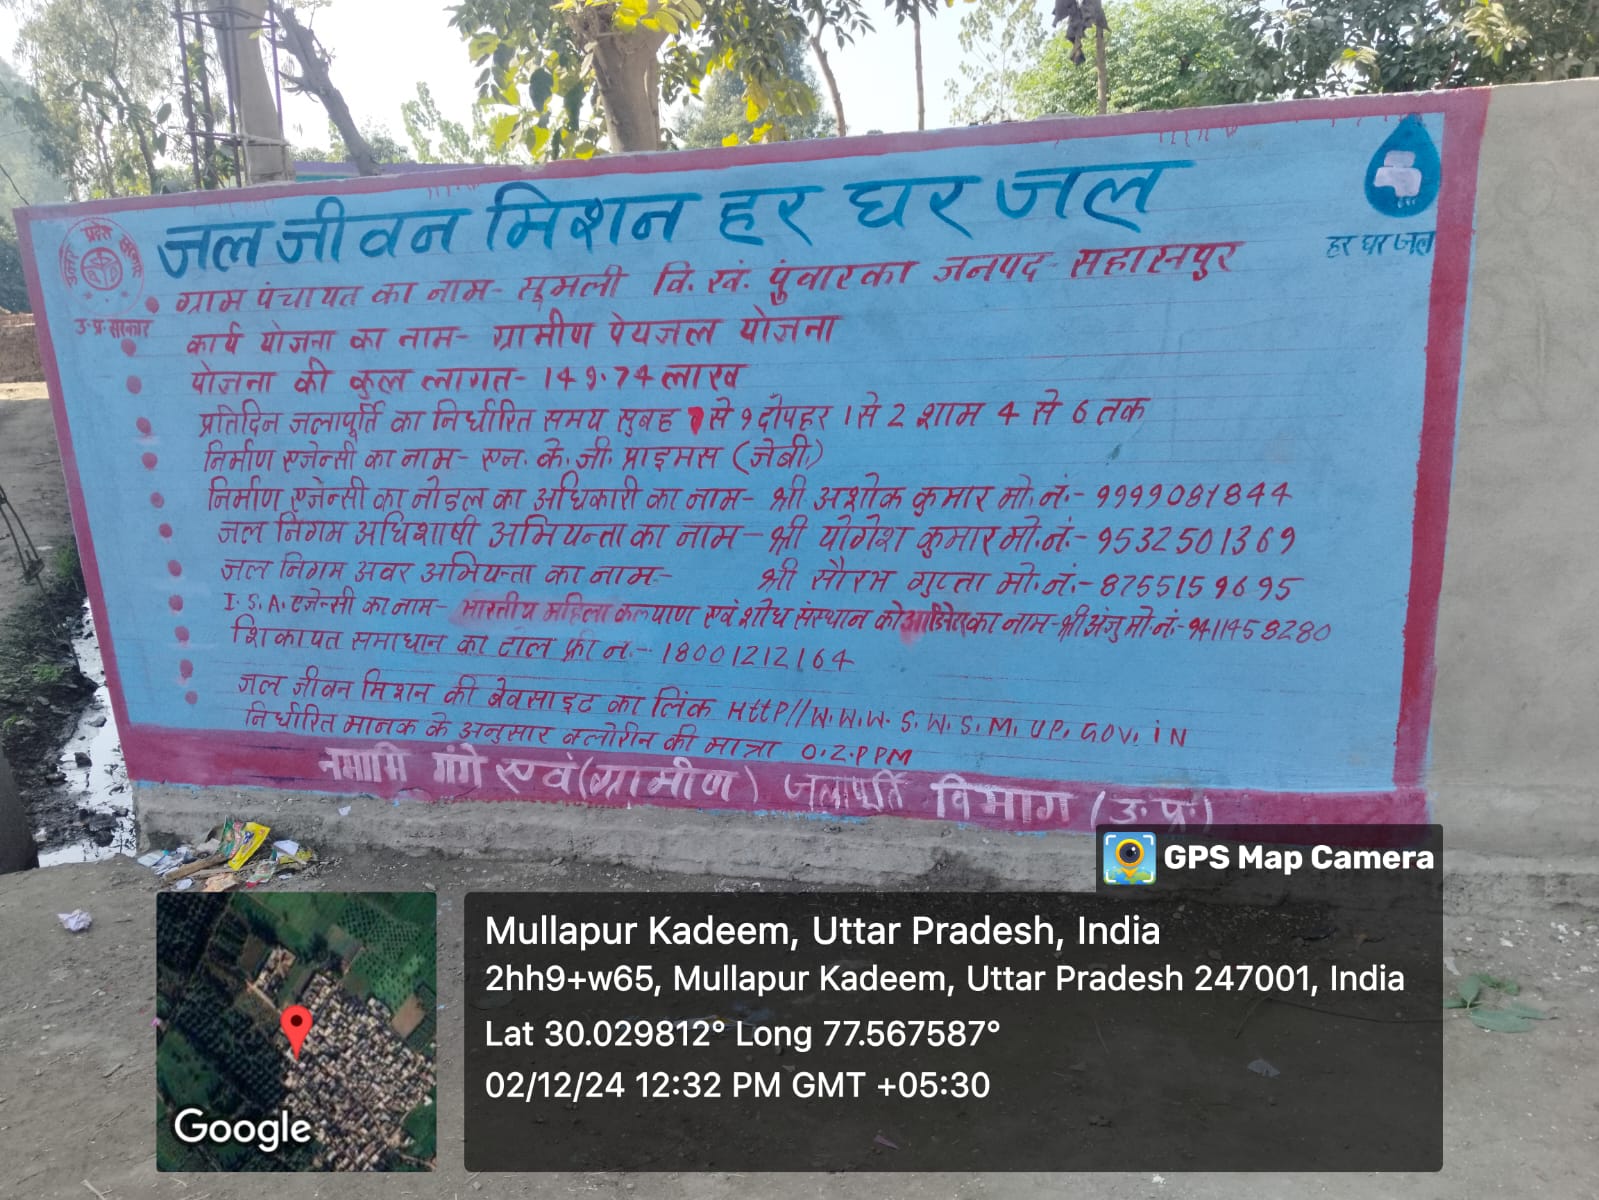 जल जीवन मिशन हर घर जल
उत्तर प्रदेश सरकार
उ.प्र. सरकार
हर घर जल
ग्राम पंचायत का नाम- सुमली वि. खं. पुंवारका जनपद- सहारनपुर
कार्य योजना का नाम- ग्रामीण पेयजल योजना
योजना की कुल लागत- 149.74 लाख
प्रतिदिन जलापूर्ति का निर्धारित समय सुबह 7 से 9 दोपहर 1 से 2 शाम 4 से 6 तक
निर्माण एजेन्सी का नाम- एन. के. जी. प्राइमस (जेबी.)
निर्माण एजेन्सी का नोडल का अधिकारी का नाम- श्री अशोक कुमार मो. नं:- 9999081844
जल निगम अधिशाषी अभियन्ता का नाम- श्री योगेश कुमार मो. नं:- 9532501369
जल निगम अवर अभियन्ता का नाम- श्री सौरभ गुप्ता मो. नं:- 8755159695
I. S. A. एजेन्सी का नाम- भारतीय महिला कल्याण एवं शोध संस्थान का नाम- श्री अंजु मो. नं:- 9411458280
शिकायत समाधान का टाल फ्री न.- 18001212164
जल जीवन मिशन की बेवसाइट का लिंक HttP//W.W.W. S. W. S. M. UP. GOV. iN
निर्धारित मानक के अनुसार क्लोरीन की मात्रा 0.2.PPM
नमामि गंगे एवं (ग्रामीण) जलापूर्ति विभाग (उ. प्र.)
GPS Map Camera
Mullapur Kadeem, Uttar Pradesh, India
2hh9+w65, Mullapur Kadeem, Uttar Pradesh 247001, India
Lat 30.029812° Long 77.567587°
02/12/24 12:32 PM GMT +05:30
Google